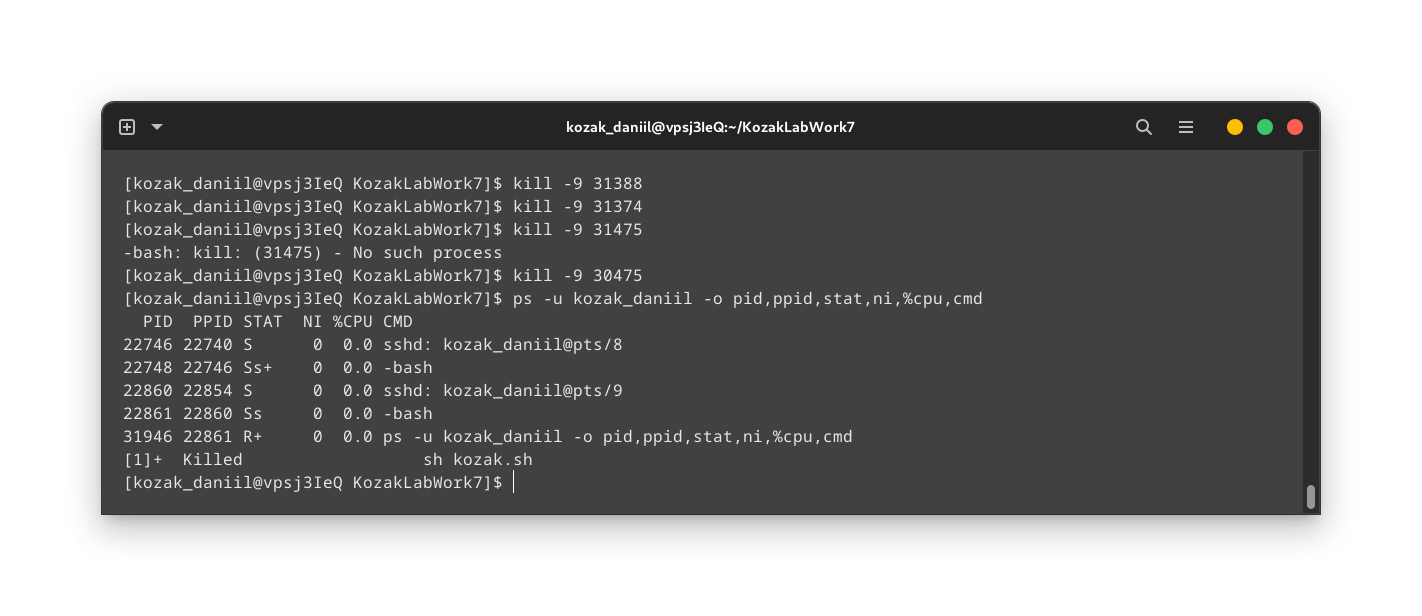 kozak_daniil@vpsj3IeQ:~/KozakLabWork7
[kozak_daniil@vpsj3IeQ KozakLabWork7]$ kill -9 31388
[kozak_daniil@vpsj3IeQ KozakLabWork7]$ kill -9 31374
[kozak_daniil@vpsj3IeQ KozakLabWork7]$ kill -9 31475
-bash: kill: (31475) - No such process
[kozak_daniil@vpsj3IeQ KozakLabWork7]$ kill -9 30475
[kozak_daniil@vpsj3IeQ KozakLabWork7]$ ps -u kozak_daniil -o pid,ppid,stat,ni,%cpu,cmd
  PID  PPID STAT  NI %CPU CMD
22746 22740 S      0  0.0 sshd: kozak_daniil@pts/8
22748 22746 Ss+    0  0.0 -bash
22860 22854 S      0  0.0 sshd: kozak_daniil@pts/9
22861 22860 Ss     0  0.0 -bash
31946 22861 R+     0  0.0 ps -u kozak_daniil -o pid,ppid,stat,ni,%cpu,cmd
[1]+  Killed                  sh kozak.sh
[kozak_daniil@vpsj3IeQ KozakLabWork7]$